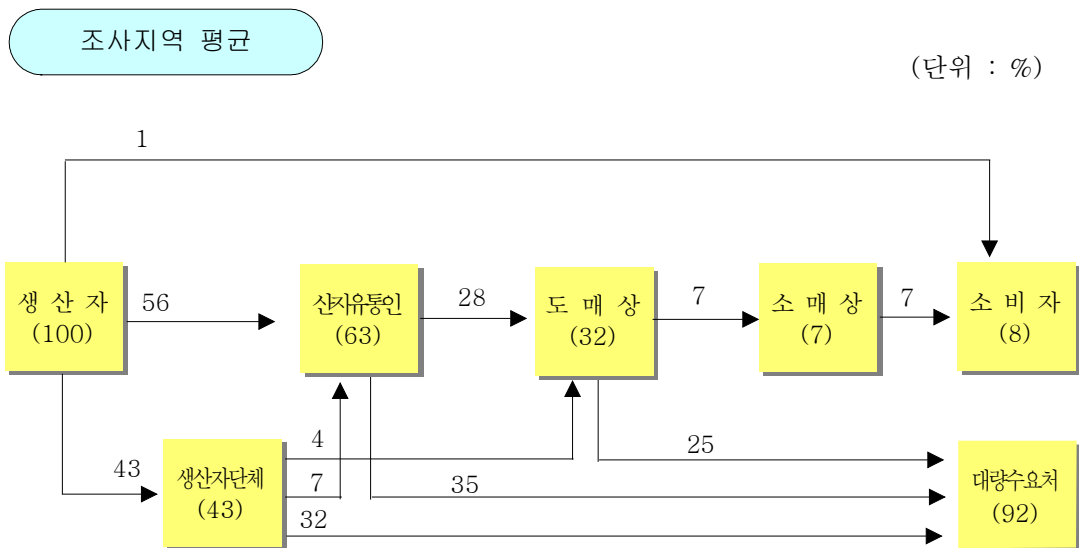 조사지역 평균
(단위 : %)
1
생 산 자
(100)
56
산지유통인
(63)
28
도 매 상
(32)
7
소 매 상
(7)
7
소 비 자
(8)
43
생산자단체
(43)
4
7
32
35
25
대량수요처
(92)